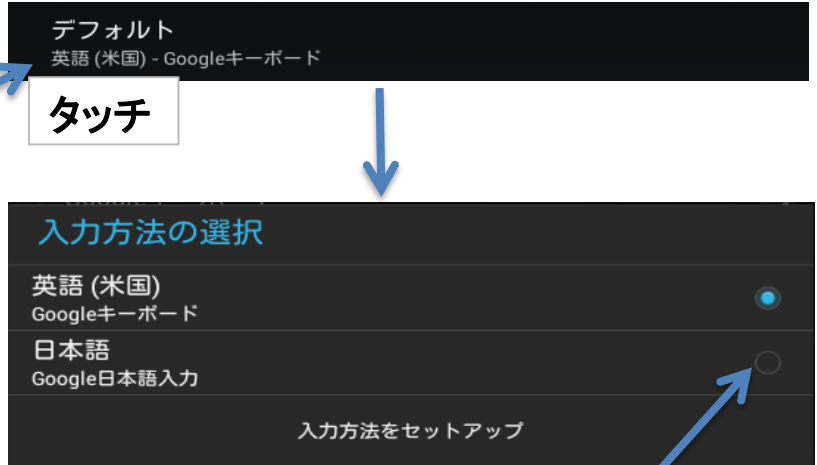 デフォルト
英語 (米国) - Googleキーボード
タッチ
入力方法の選択
英語 (米国)
Googleキーボード
日本語
Google日本語入力
入力方法をセットアップ